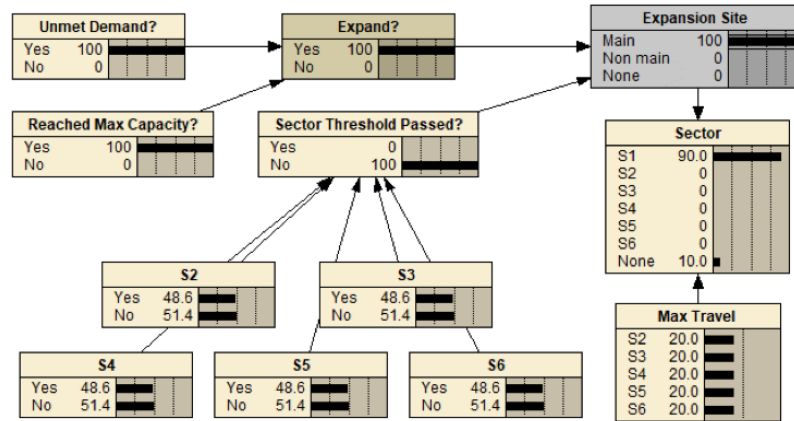 Unmet Demand?
Yes 100
No 0
Expand?
Yes 100
No 0
Expansion Site
Main 100
Non main 0
None 0
Reached Max Capacity?
Yes 100
No 0
Sector Threshold Passed?
Yes 0
No 100
Sector
S1 90.0
S2 0
S3 0
S4 0
S5 0
S6 0
None 10.0
S2
Yes 48.6
No 51.4
S3
Yes 48.6
No 51.4
Max Travel
S2 20.0
S3 20.0
S4 20.0
S5 20.0
S6 20.0
S4
Yes 48.6
No 51.4
S5
Yes 48.6
No 51.4
S6
Yes 48.6
No 51.4